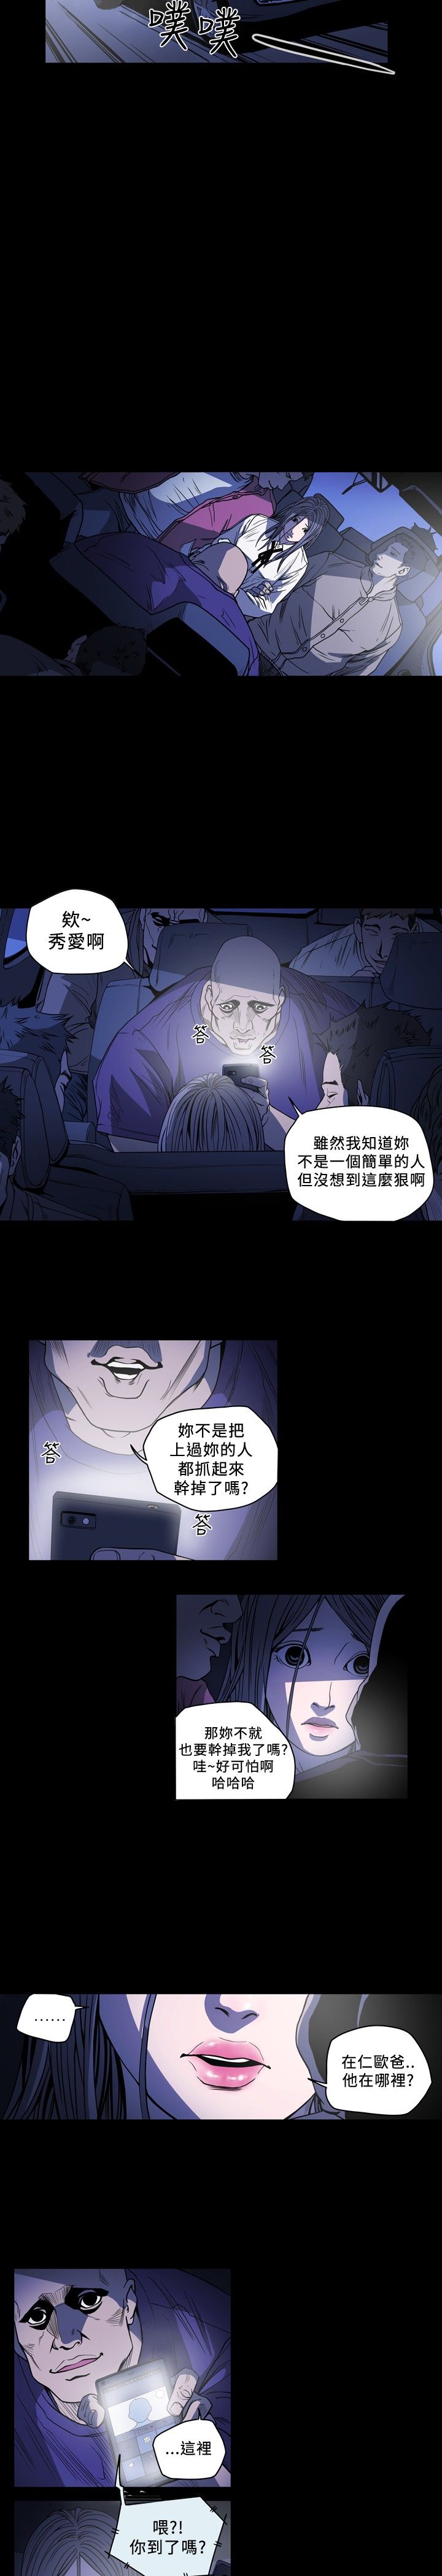 噗噗
欸~
秀愛啊
答
答
雖然我知道妳
不是一個簡單的人
但沒想到這麼狠啊
妳不是把
上過妳的人
都抓起來
幹掉了嗎?
答
答
那妳不就
也要幹掉我了嗎?
哇~好可怕啊
哈哈哈
......
在仁歐爸..
他在哪裡?
...這裡
喂?!
你到了嗎?